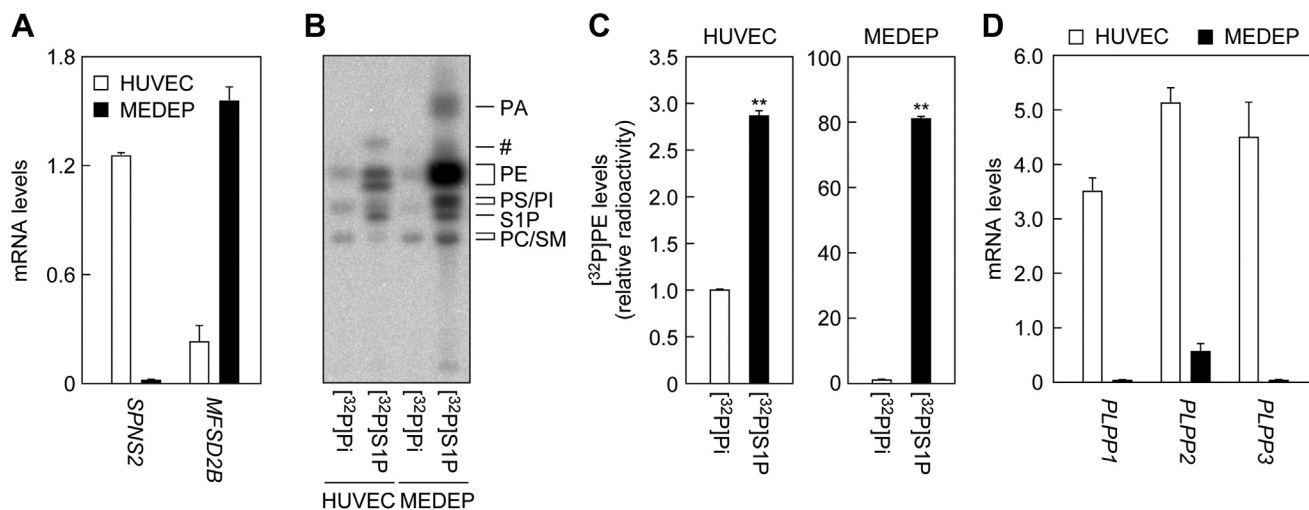 A
mRNA levels
1.8
1.2
0.6
0
HUVEC
MEDEP
SPNS2
MFSD2B
B
PA
#
PE
PS/PI
S1P
PC/SM
[³²P]Pi
[³²P]S1P
[³²P]Pi
[³²P]S1P
HUVEC
MEDEP
C
HUVEC
MEDEP
[³²P]PE levels
(relative radioactivity)
3.5
3.0
2.5
2.0
1.5
1.0
0.5
0
**
[³²P]Pi
[³²P]S1P
100
80
60
40
20
0
**
[³²P]Pi
[³²P]S1P
D
HUVEC
MEDEP
mRNA levels
6.0
5.0
4.0
3.0
2.0
1.0
0
PLPP1
PLPP2
PLPP3